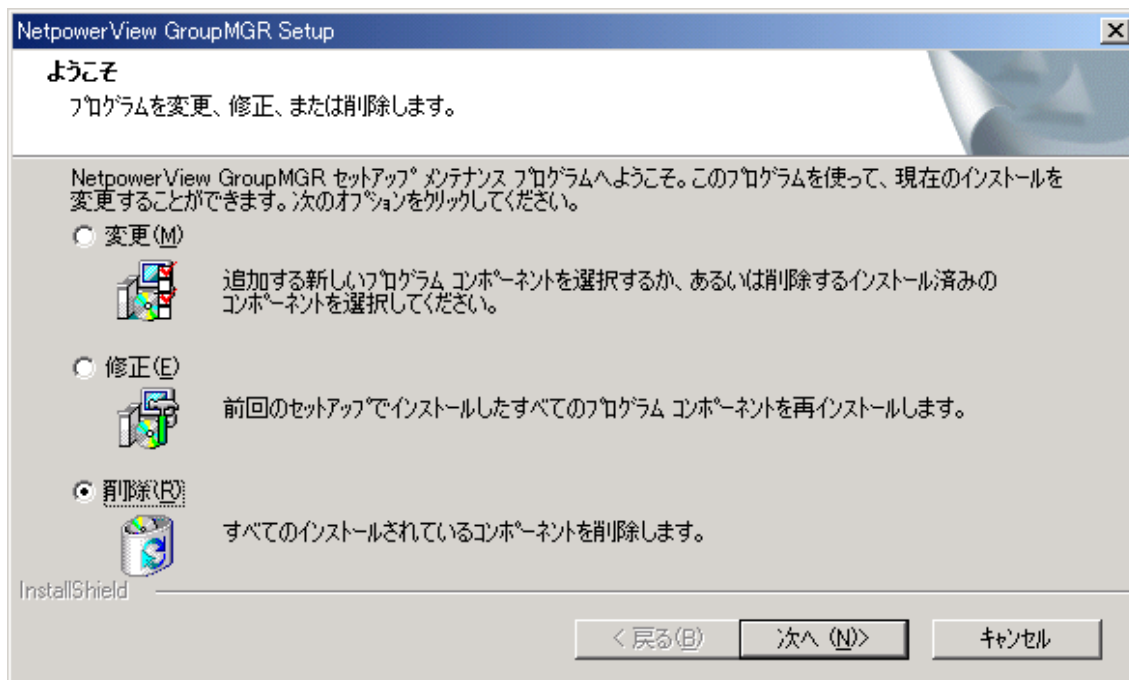 NetpowerView GroupMGR Setup
ようこそ
プログラムを変更、修正、または削除します。
NetpowerView GroupMGR セットアップ メンテナンス プログラムへようこそ。このプログラムを使って、現在のインストールを
変更することができます。次のオプションをクリックしてください。
変更(M)
追加する新しいプログラム コンポーネントを選択するか、あるいは削除するインストール済みの
コンポーネントを選択してください。
修正(E)
前回のセットアップでインストールしたすべてのプログラム コンポーネントを再インストールします。
削除(R)
すべてのインストールされているコンポーネントを削除します。
InstallShield
< 戻る(B)
次へ (N)>
キャンセル